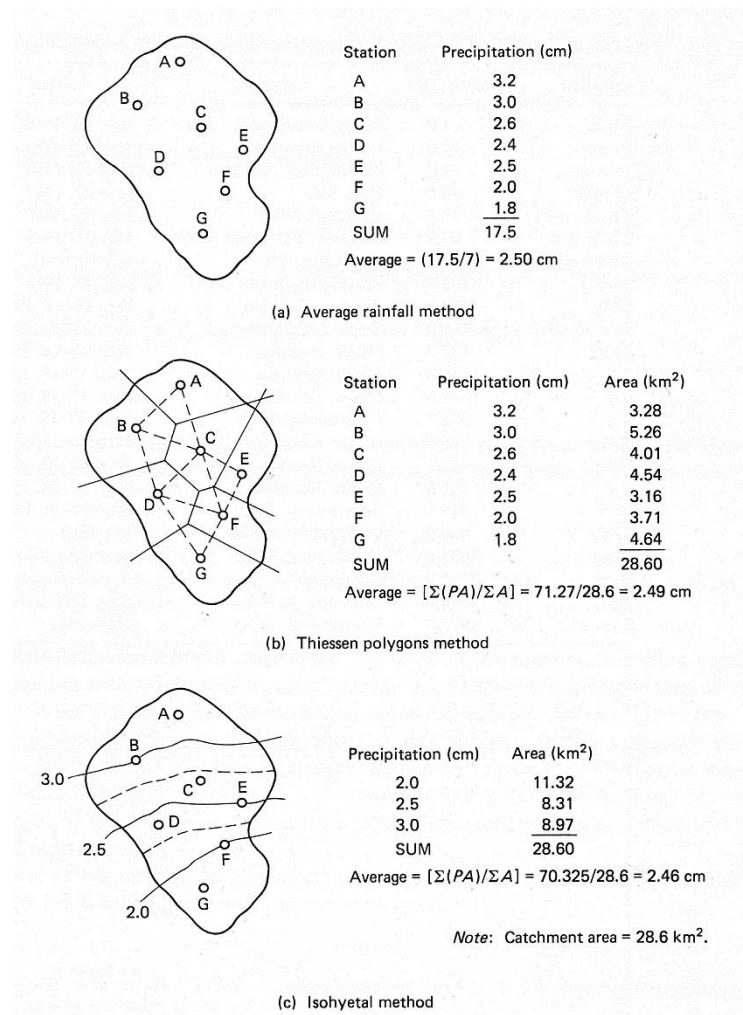 A
B
C
E
D
F
G
Station Precipitation (cm)
A 3.2
B 3.0
C 2.6
D 2.4
E 2.5
F 2.0
G 1.8
SUM 17.5
Average = (17.5/7) = 2.50 cm
(a) Average rainfall method
A
B
C
E
D
F
G
Station Precipitation (cm) Area (km²)
A 3.2 3.28
B 3.0 5.26
C 2.6 4.01
D 2.4 4.54
E 2.5 3.16
F 2.0 3.71
G 1.8 4.64
SUM 28.60
Average = [Σ(PA)/ΣA] = 71.27/28.6 = 2.49 cm
(b) Thiessen polygons method
A
B
3.0
C
E
D
2.5
F
G
2.0
Precipitation (cm) Area (km²)
2.0 11.32
2.5 8.31
3.0 8.97
SUM 28.60
Average = [Σ(PA)/ΣA] = 70.325/28.6 = 2.46 cm
Note: Catchment area = 28.6 km².
(c) Isohyetal method